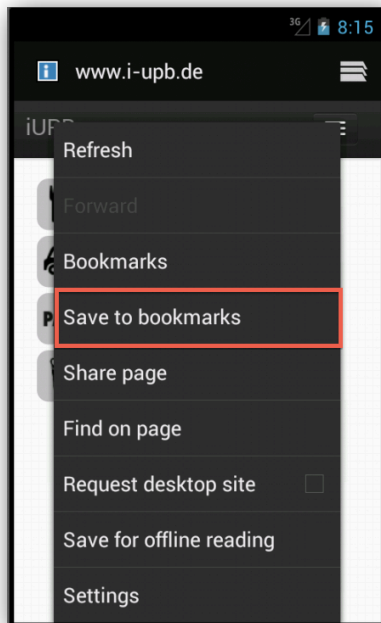 3G 8:15
www.i-upb.de
iUPB
Refresh
Forward
Bookmarks
Save to bookmarks
Share page
Find on page
Request desktop site
Save for offline reading
Settings